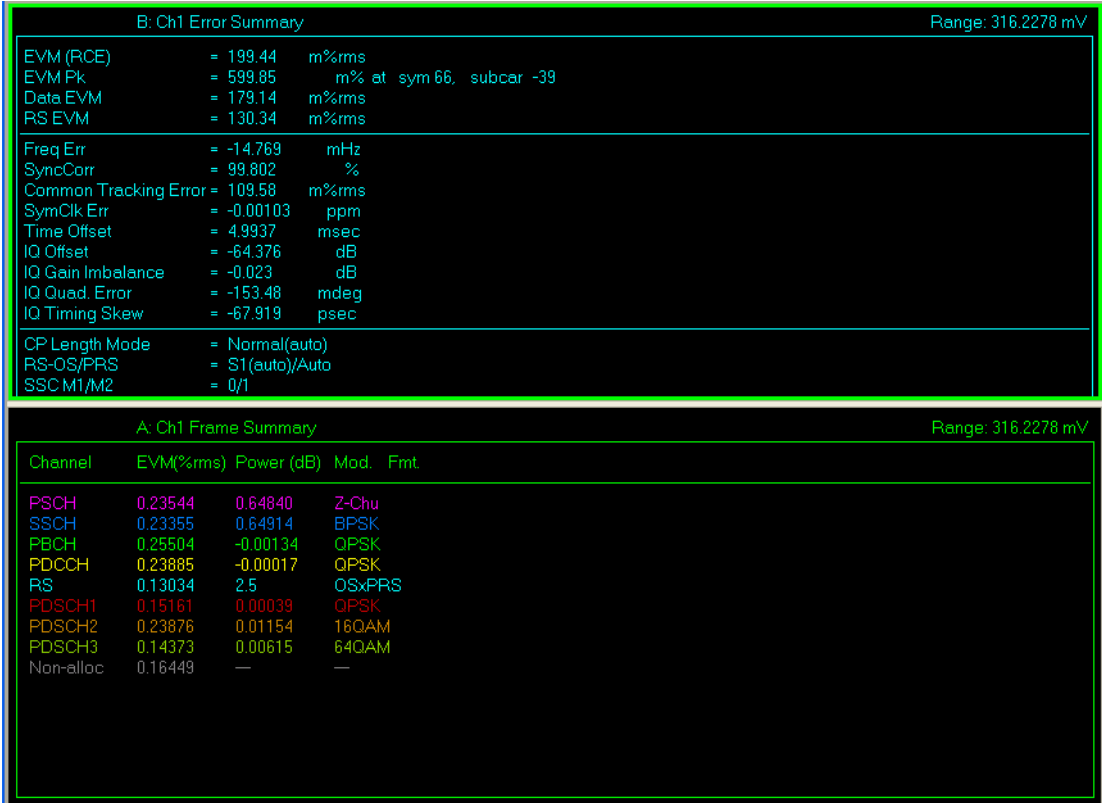 B: Ch1 Error Summary Range: 316.2278 mV
EVM (RCE) = 199.44 m%rms
EVM Pk = 599.85 m% at sym 66, subcar -39
Data EVM = 179.14 m%rms
RS EVM = 130.34 m%rms
Freq Err = -14.769 mHz
SyncCorr = 99.802 %
Common Tracking Error = 109.58 m%rms
SymClk Err = -0.00103 ppm
Time Offset = 4.9937 msec
IQ Offset = -64.376 dB
IQ Gain Imbalance = -0.023 dB
IQ Quad. Error = -153.48 mdeg
IQ Timing Skew = -67.919 psec
CP Length Mode = Normal(auto)
RS-OS/PRS = S1(auto)/Auto
SSC M1/M2 = 0/1
A: Ch1 Frame Summary Range: 316.2278 mV
Channel EVM(%rms) Power (dB) Mod. Fmt.
PSCH 0.23544 0.64840 Z-Chu
SSCH 0.23355 0.64914 BPSK
PBCH 0.25504 -0.00134 QPSK
PDCCH 0.23885 -0.00017 QPSK
RS 0.13034 2.5 OSxPRS
PDSCH1 0.15161 0.00039 QPSK
PDSCH2 0.23876 0.01154 16QAM
PDSCH3 0.14373 0.00615 64QAM
Non-alloc 0.16449 — —